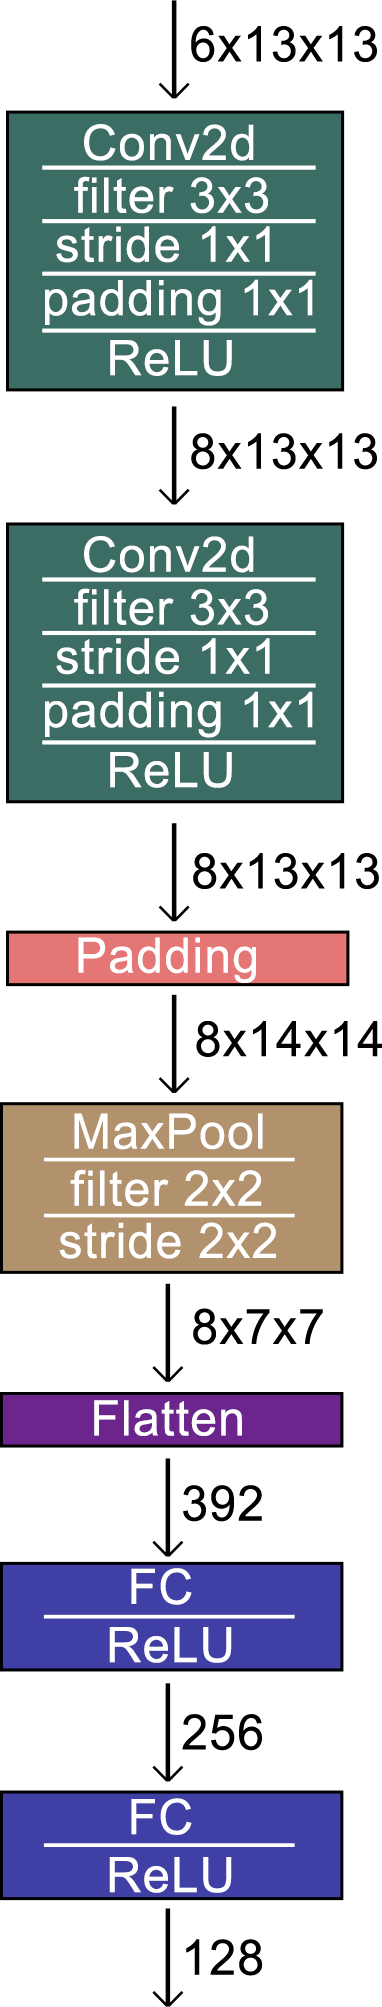 6x13x13
Conv2d
filter 3x3
stride 1x1
padding 1x1
ReLU
8x13x13
Conv2d
filter 3x3
stride 1x1
padding 1x1
ReLU
8x13x13
Padding
8x14x14
MaxPool
filter 2x2
stride 2x2
8x7x7
Flatten
392
FC
ReLU
256
FC
ReLU
128